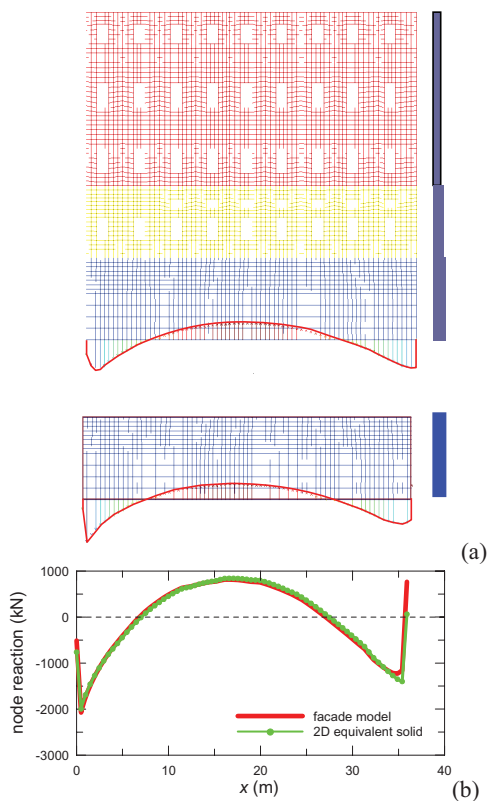 (a)
1000
0
-1000
-2000
-3000
node reaction (kN)
facade model
2D equivalent solid
0 10 20 30 40
x (m)
(b)